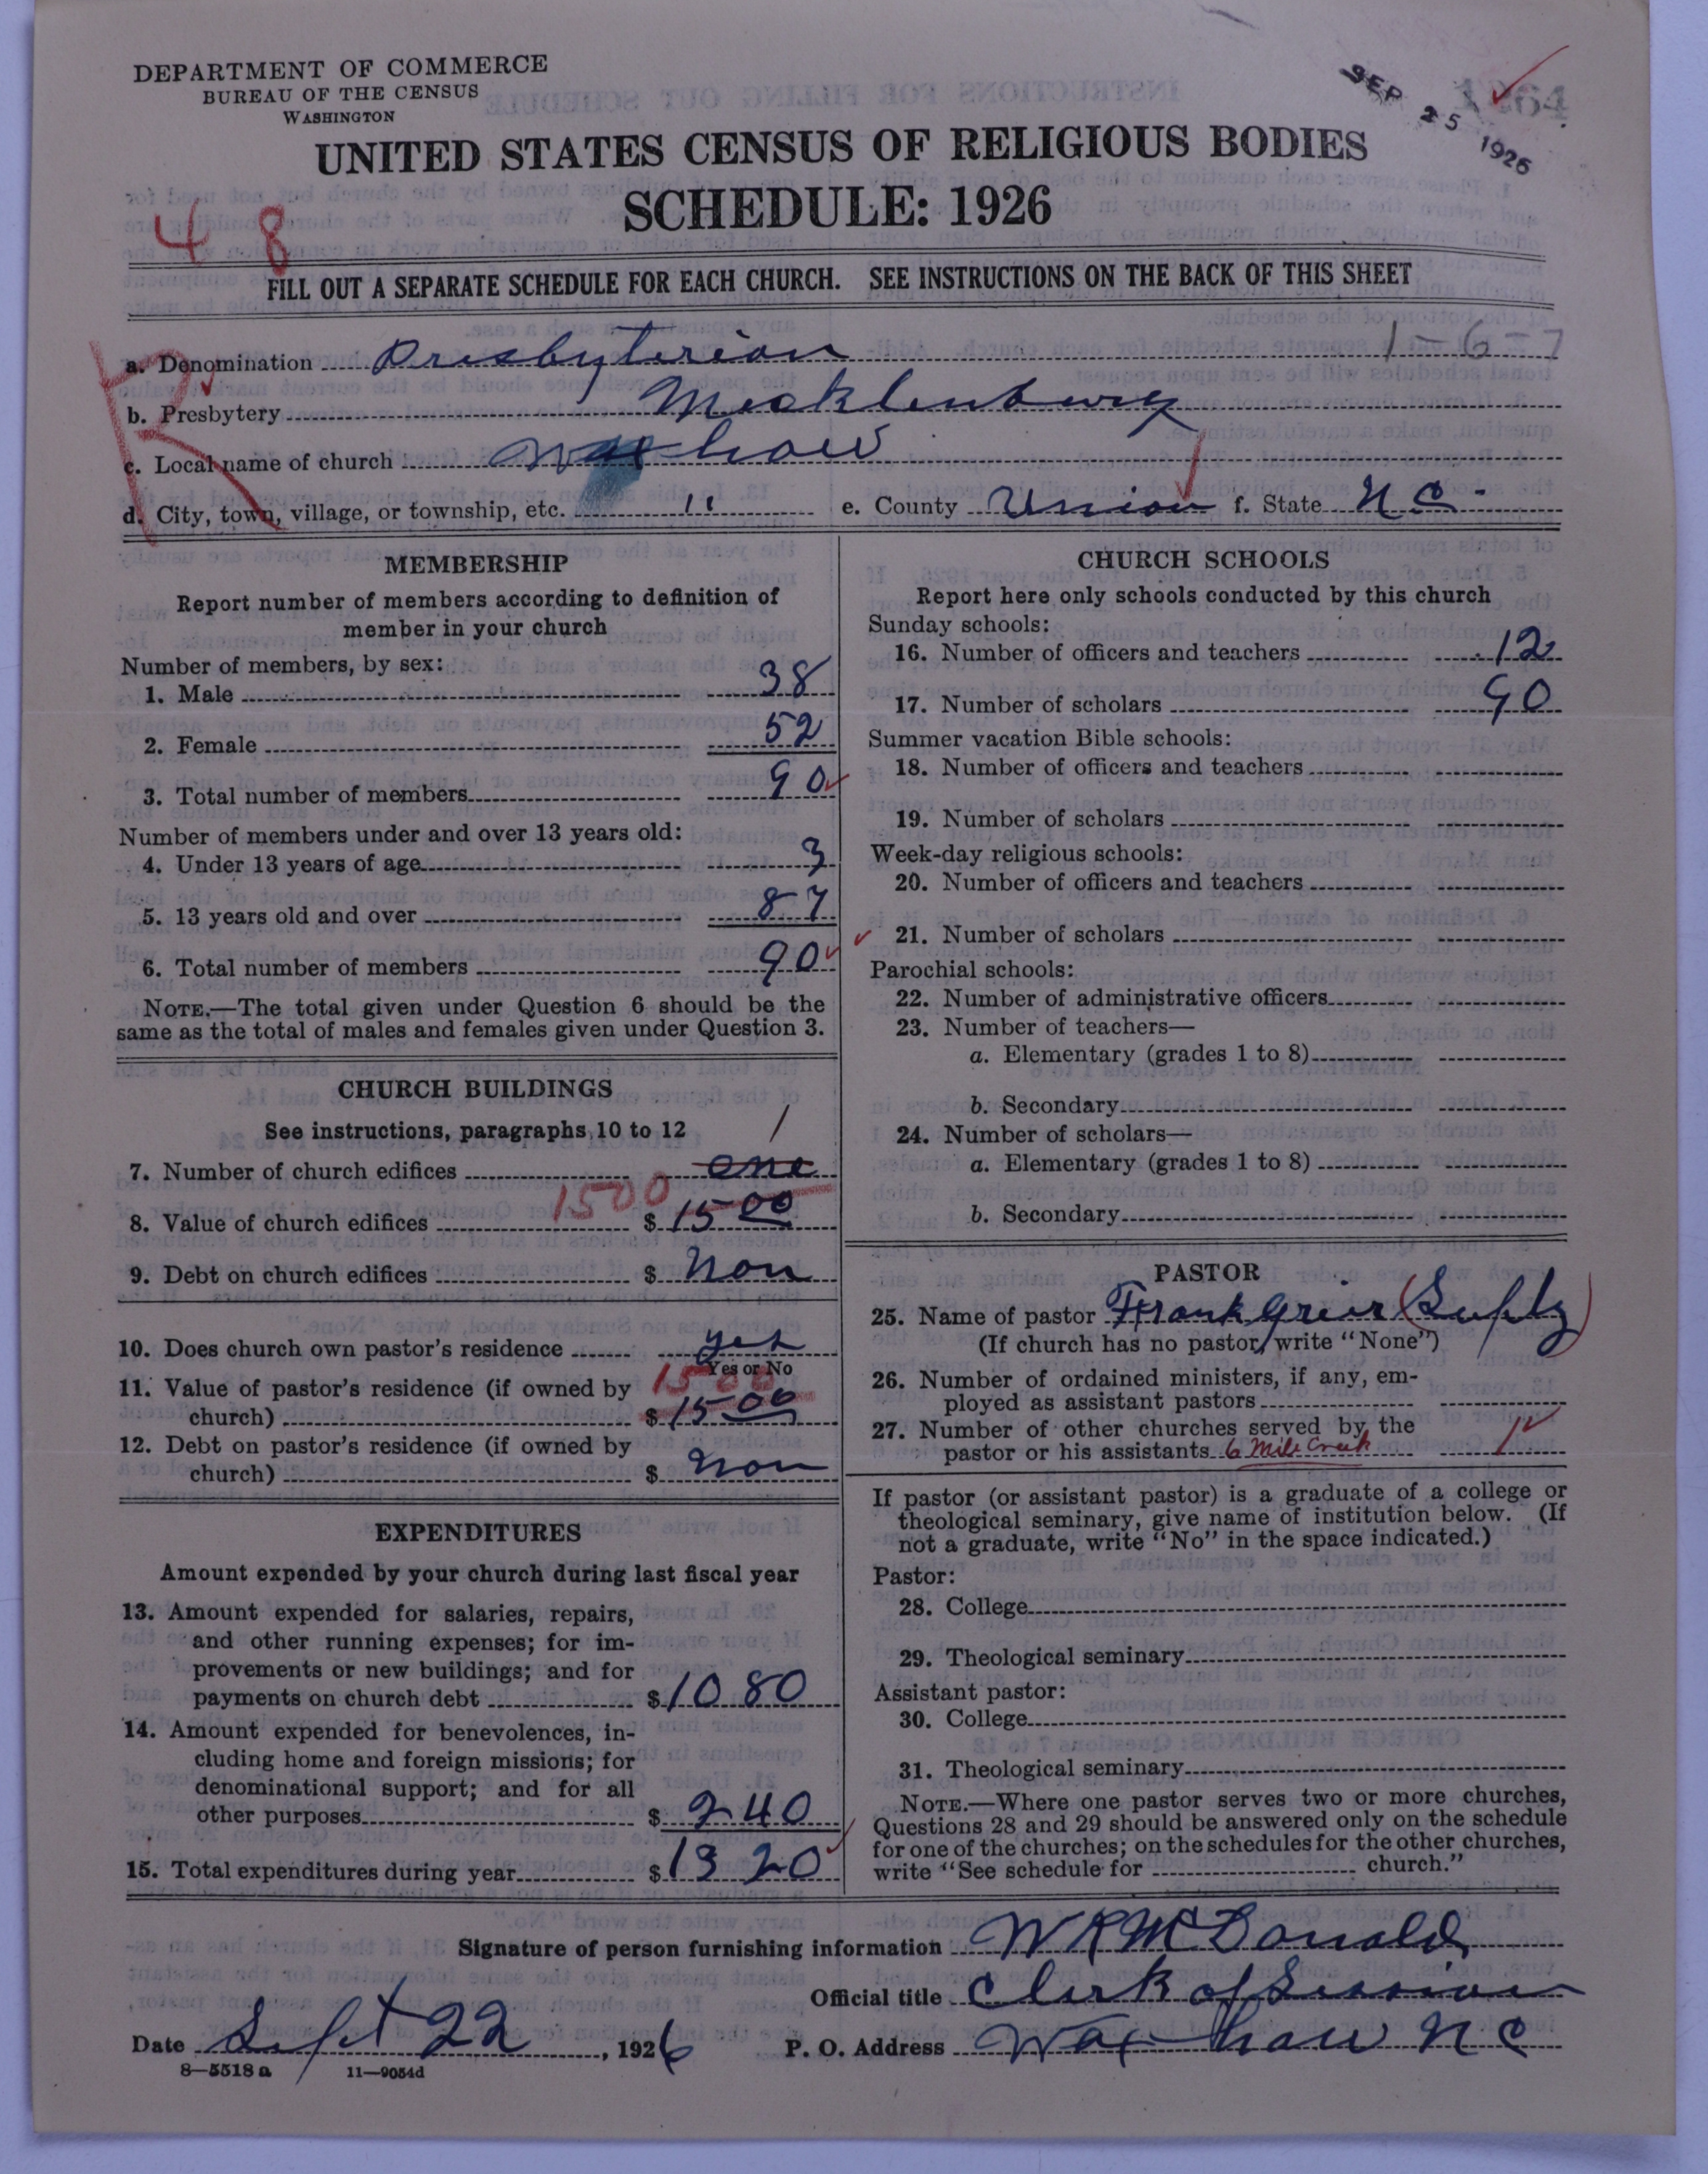 DEPARTMENT OF COMMERCE
BUREAU OF THE CENSUS
WASHINGTON
SEP 25 1926
UNITED STATES CENSUS OF RELIGIOUS BODIES
SCHEDULE: 1926
4 8
FILL OUT A SEPARATE SCHEDULE FOR EACH CHURCH. SEE INSTRUCTIONS ON THE BACK OF THIS SHEET
a. Denomination Presbyterian 1-6-7
b. Presbytery Mecklenburg
c. Local name of church Waxhaw
d. City, town, village, or township, etc. " e. County Union f. State N C.
MEMBERSHIP
Report number of members according to definition of
member in your church
Number of members, by sex:
1. Male 38
2. Female 52
3. Total number of members 90
Number of members under and over 13 years old:
4. Under 13 years of age 3
5. 13 years old and over 87
6. Total number of members 90
NOTE.—The total given under Question 6 should be the
same as the total of males and females given under Question 3.
CHURCH BUILDINGS
See instructions, paragraphs 10 to 12 1
7. Number of church edifices one
8. Value of church edifices 1500 $ 1500
9. Debt on church edifices $ Non
10. Does church own pastor's residence yes
Yes or No
11. Value of pastor's residence (if owned by 1500
church) $ 1500
12. Debt on pastor's residence (if owned by
church) $ Non
EXPENDITURES
Amount expended by your church during last fiscal year
13. Amount expended for salaries, repairs,
and other running expenses; for im-
provements or new buildings; and for
payments on church debt $ 1080
14. Amount expended for benevolences, in-
cluding home and foreign missions; for
denominational support; and for all
other purposes $ 240
15. Total expenditures during year $ 1320
CHURCH SCHOOLS
Report here only schools conducted by this church
Sunday schools:
16. Number of officers and teachers 12
17. Number of scholars 90
Summer vacation Bible schools:
18. Number of officers and teachers
19. Number of scholars
Week-day religious schools:
20. Number of officers and teachers
21. Number of scholars
Parochial schools:
22. Number of administrative officers
23. Number of teachers—
a. Elementary (grades 1 to 8)
b. Secondary
24. Number of scholars—
a. Elementary (grades 1 to 8)
b. Secondary
PASTOR
25. Name of pastor Frank Grier (Supply)
(If church has no pastor, write "None")
26. Number of ordained ministers, if any, em-
ployed as assistant pastors
27. Number of other churches served by the
pastor or his assistants 6 Mile Creek 1
If pastor (or assistant pastor) is a graduate of a college or
theological seminary, give name of institution below. (If
not a graduate, write "No" in the space indicated.)
Pastor:
28. College
29. Theological seminary
Assistant pastor:
30. College
31. Theological seminary
NOTE.—Where one pastor serves two or more churches,
Questions 28 and 29 should be answered only on the schedule
for one of the churches; on the schedules for the other churches,
write "See schedule for church."
Signature of person furnishing information W R McDonald
Official title Clerk of Session
Date Sept 22, 1926 P. O. Address Waxhaw N C
8—5518 a 11—9054d